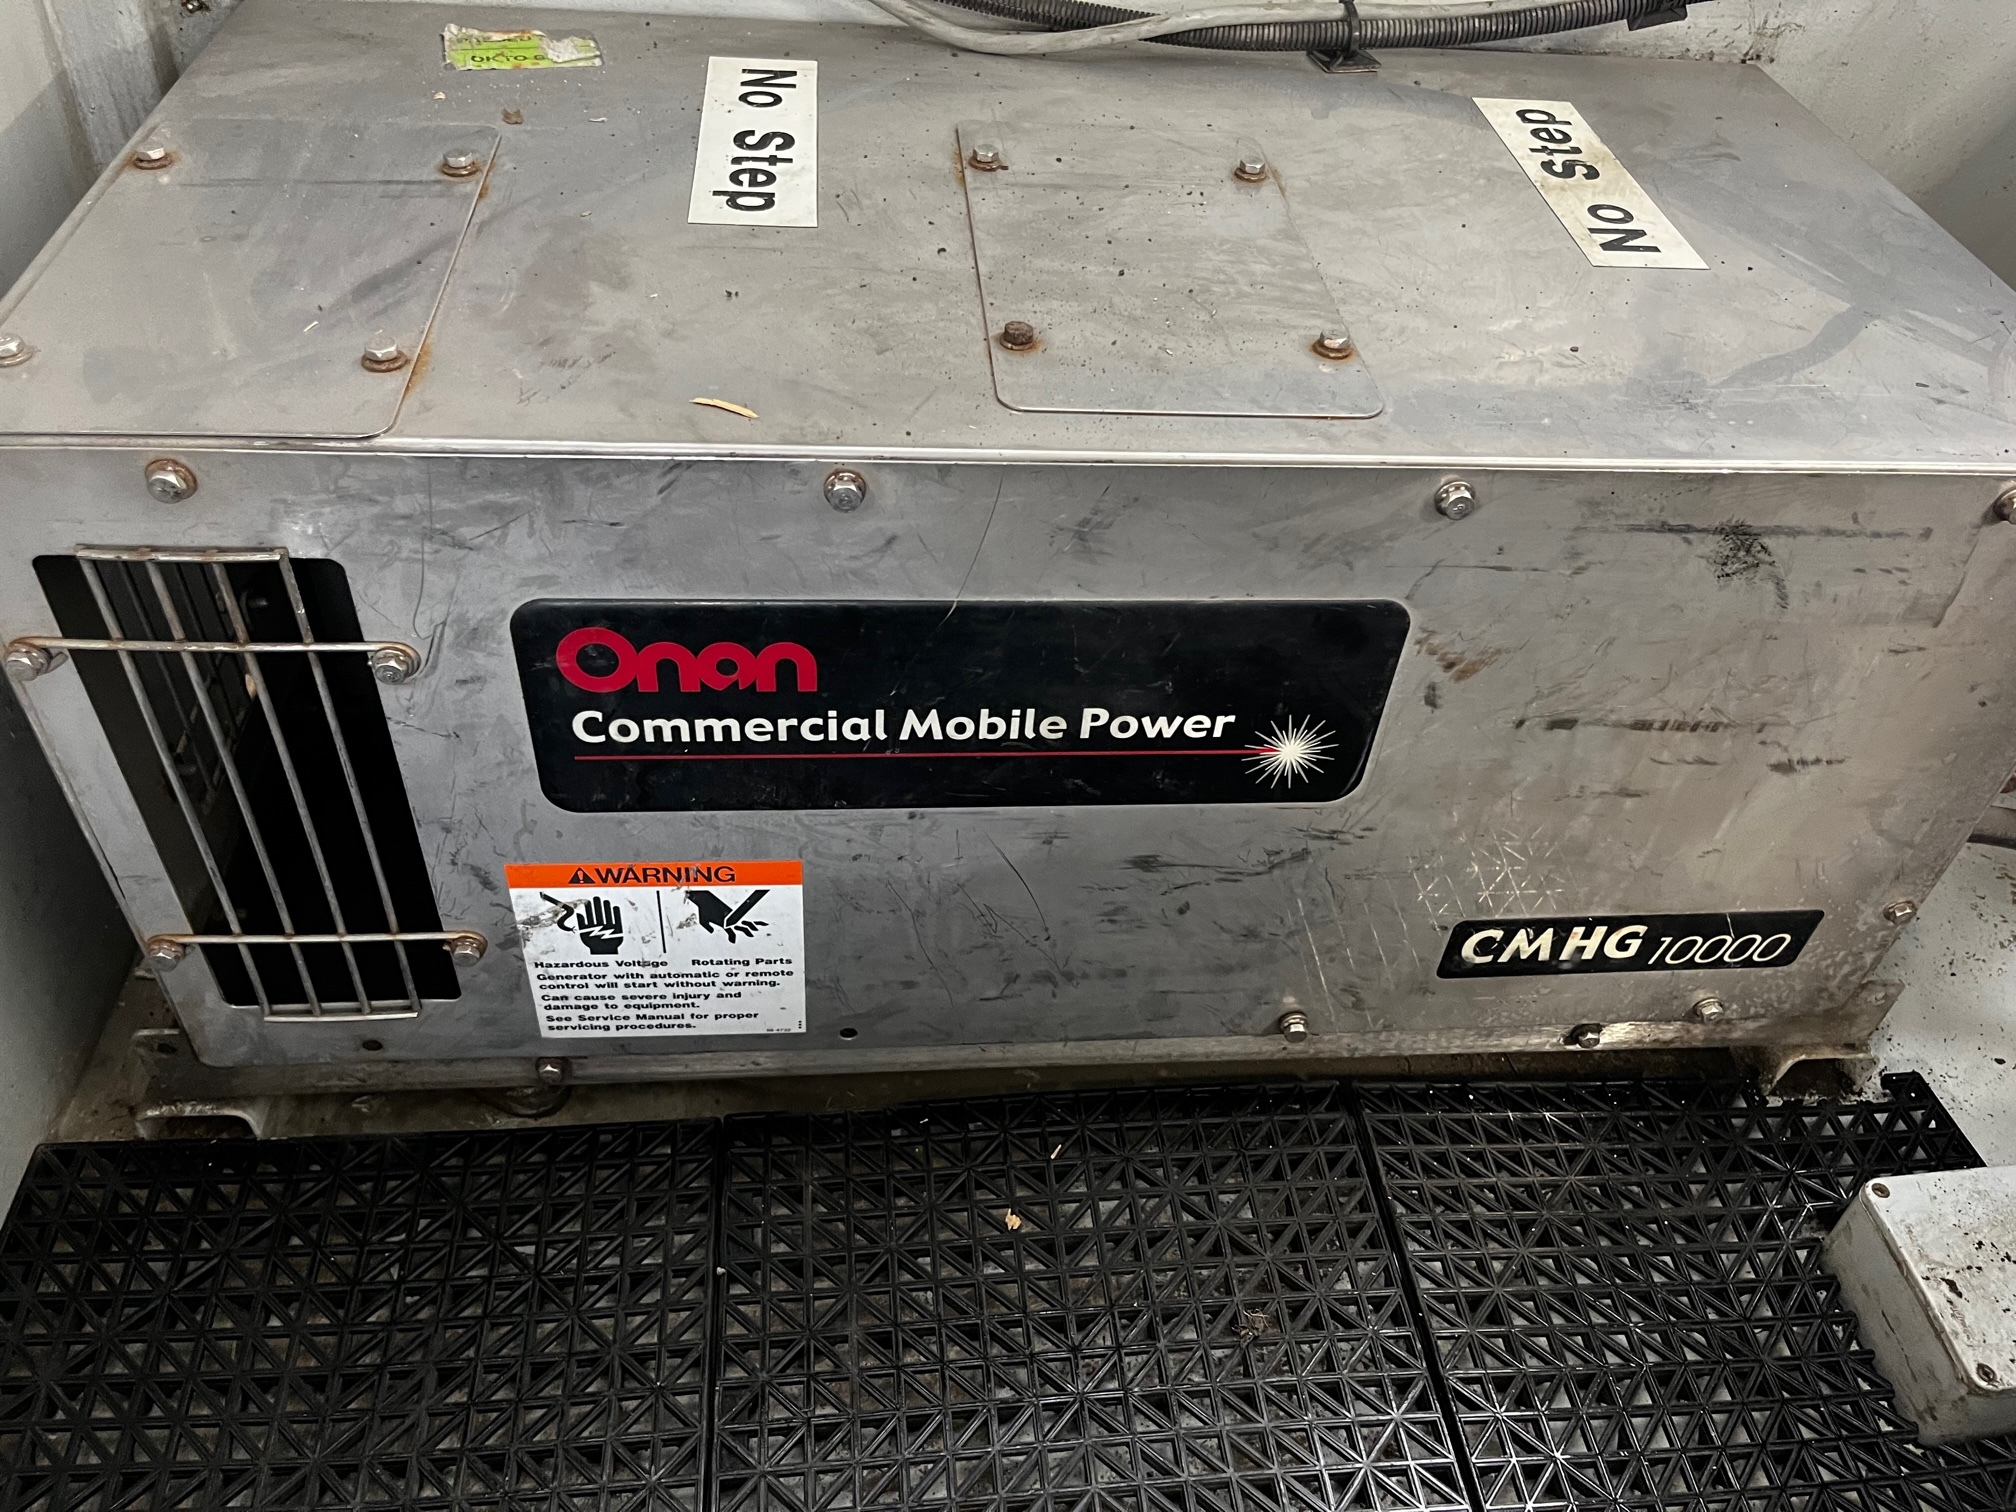 OK TO
No Step
No Step
Onan
Commercial Mobile Power
WARNING
Hazardous Voltage Rotating Parts
Generator with automatic or remote
control will start without warning.
Can cause severe injury and
damage to equipment.
See Service Manual for proper
servicing procedures.
CMHG 10000